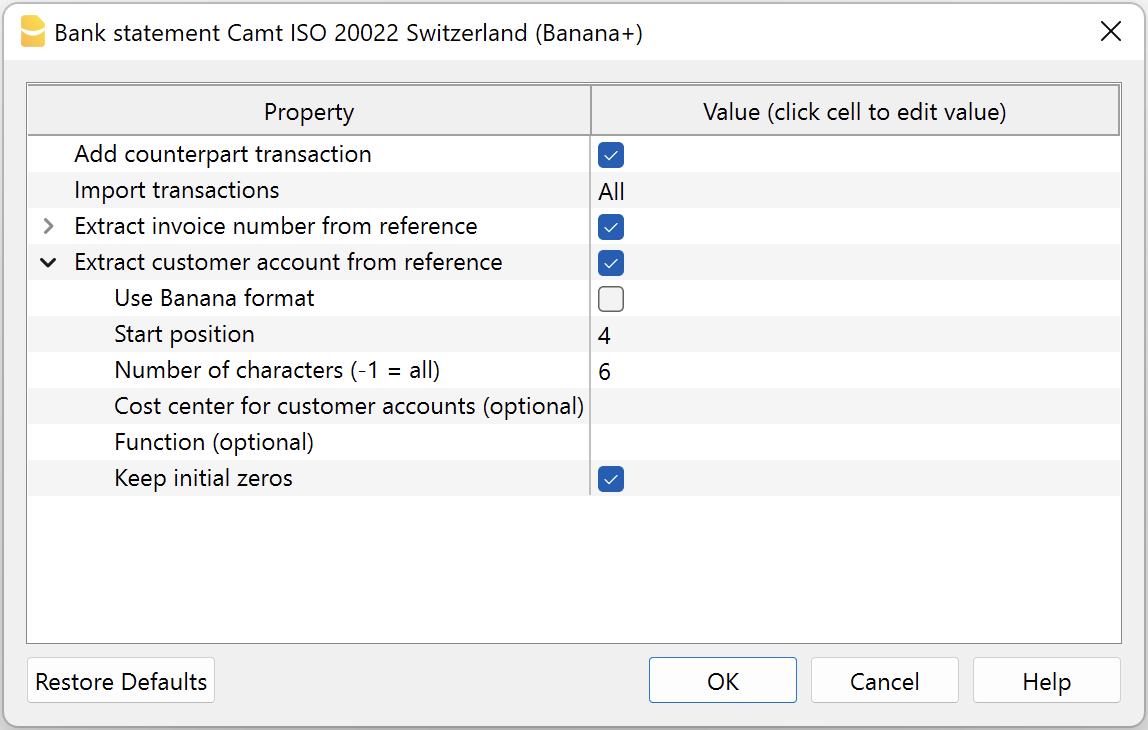 Bank statement Camt ISO 20022 Switzerland (Banana+)
Property Value (click cell to edit value)
Add counterpart transaction
Import transactions All
Extract invoice number from reference
Extract customer account from reference
Use Banana format
Start position 4
Number of characters (-1 = all) 6
Cost center for customer accounts (optional)
Function (optional)
Keep initial zeros
Restore Defaults OK Cancel Help